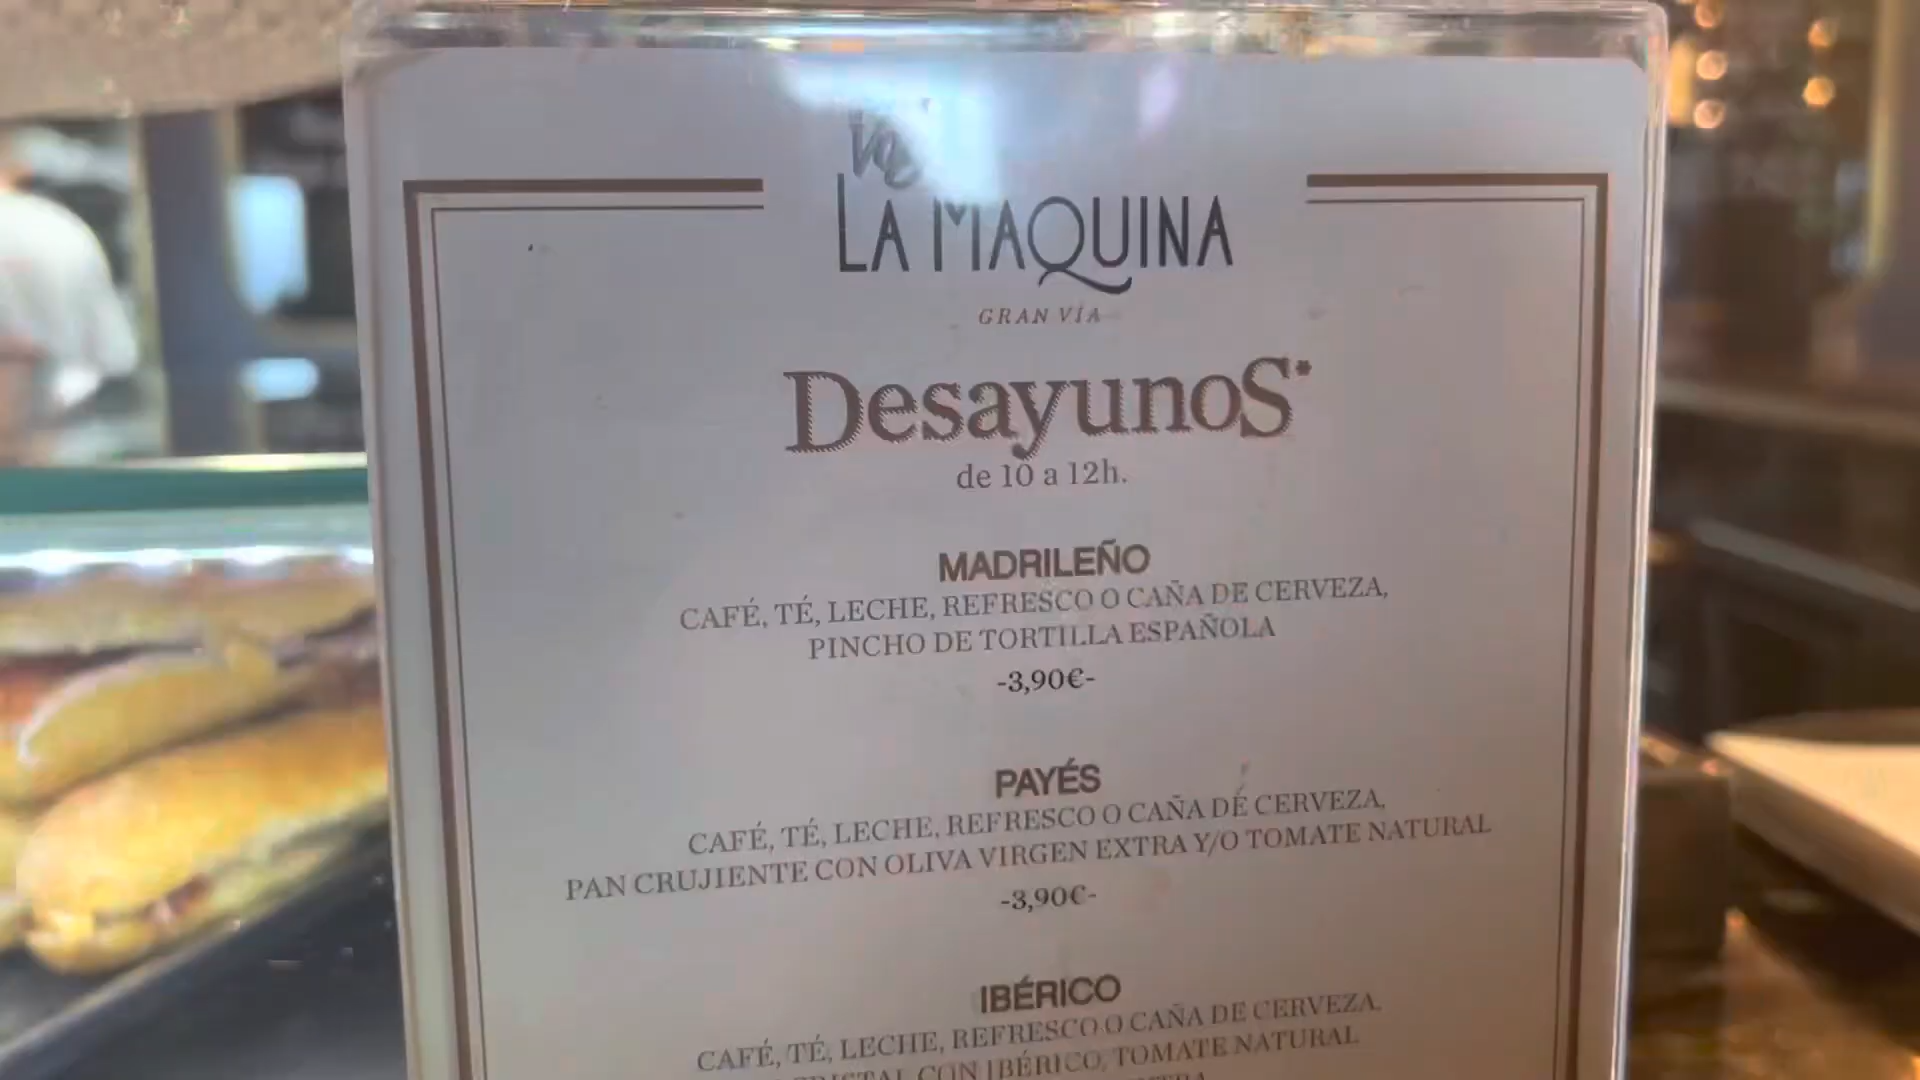 LA MAQUINA
GRAN VÍA
DesayunoS*
de 10 a 12h.
MADRILEÑO
CAFÉ, TÉ, LECHE, REFRESCO O CAÑA DE CERVEZA,
PINCHO DE TORTILLA ESPAÑOLA
-3,90€-
PAYÉS
CAFÉ, TÉ, LECHE, REFRESCO O CAÑA DE CERVEZA,
PAN CRUJIENTE CON OLIVA VIRGEN EXTRA Y/O TOMATE NATURAL
-3,90€-
IBÉRICO
CAFÉ, TÉ, LECHE, REFRESCO O CAÑA DE CERVEZA,
CON IBÉRICO, TOMATE NATURAL